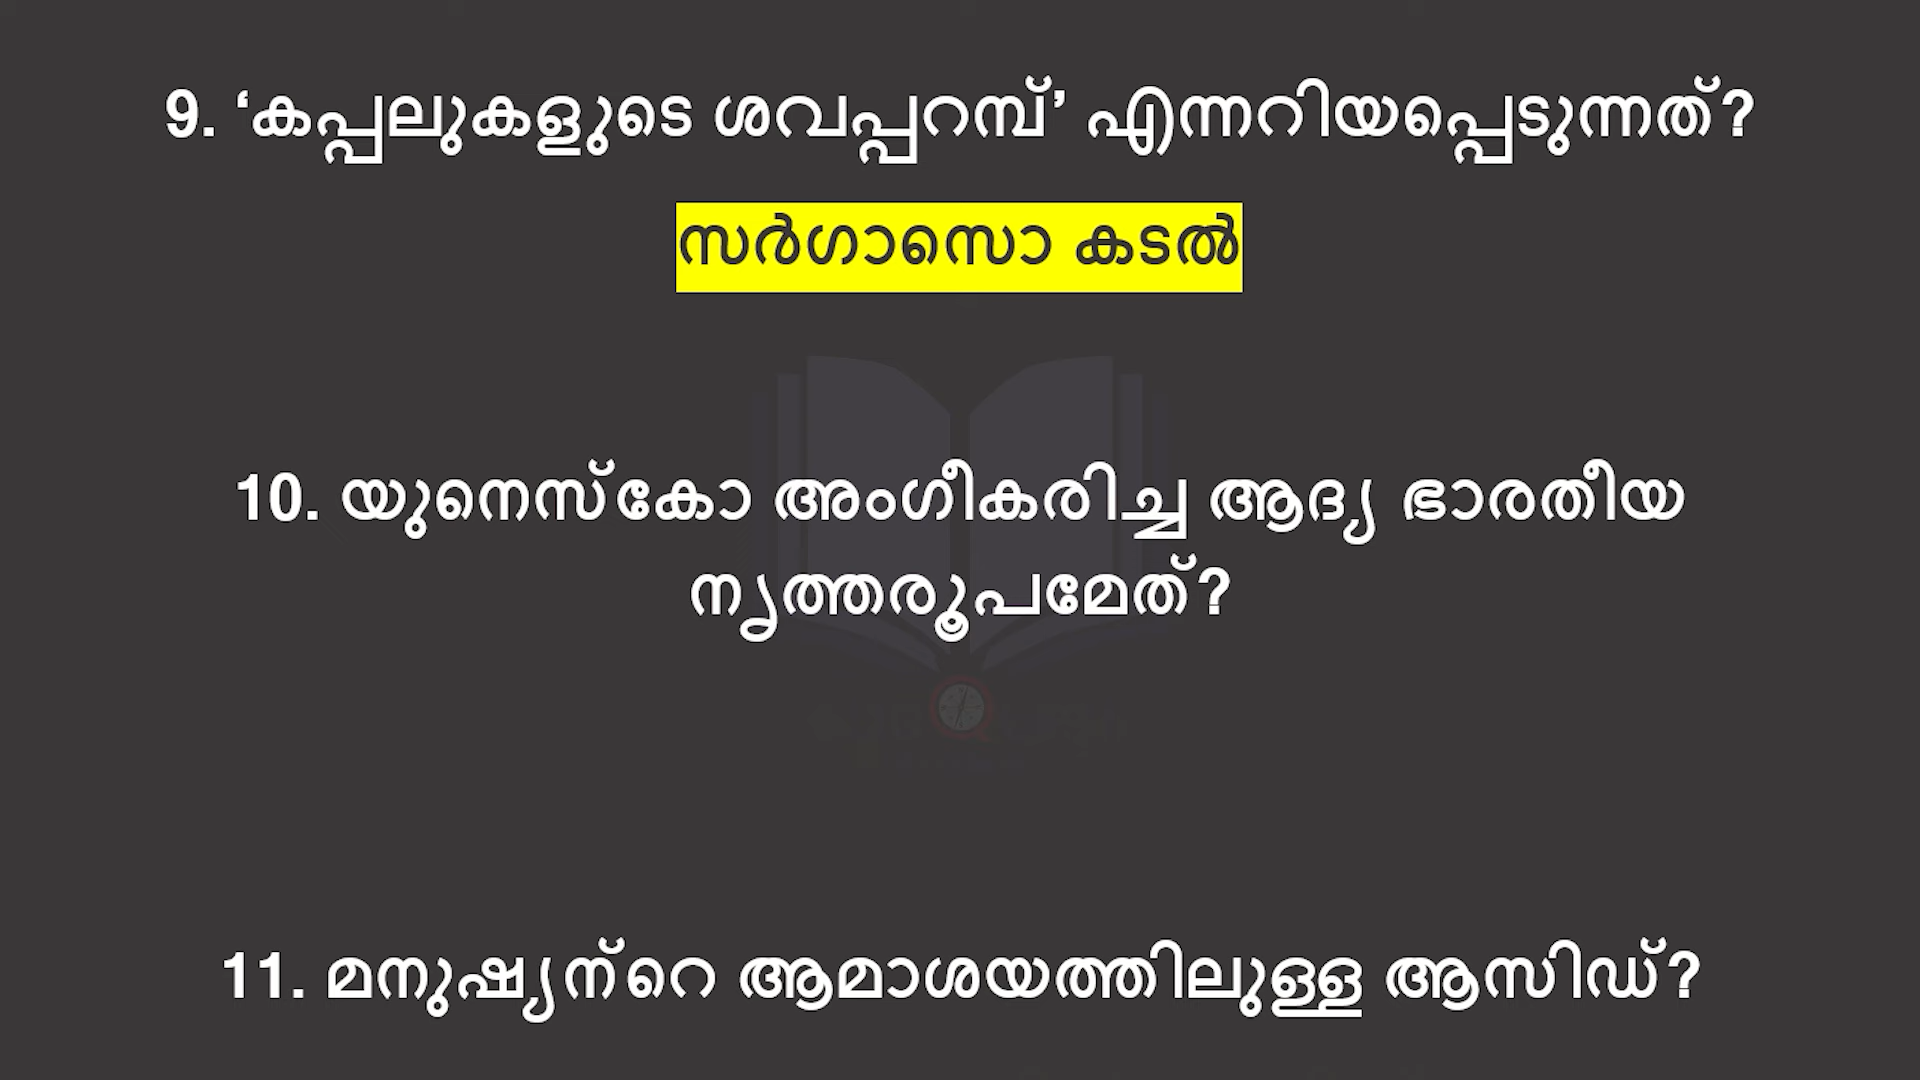 9. ‘കപ്പലുകളുടെ ശവപ്പറമ്പ്’ എന്നറിയപ്പെടുന്നത്?
സർഗാസൊ കടൽ
10. യുനെസ്കോ അംഗീകരിച്ച ആദ്യ ഭാരതീയ
നൃത്തരൂപമേത്?
11. മനുഷ്യന്റെ ആമാശയത്തിലുള്ള ആസിഡ്?